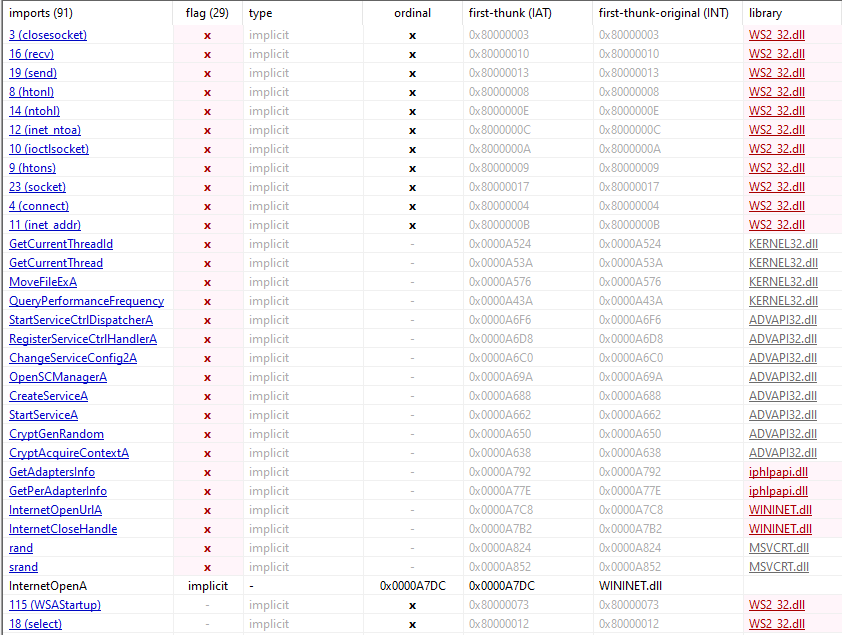 imports (91) flag (29) type ordinal first-thunk (IAT) first-thunk-original (INT) library
3 (closesocket) x implicit x 0x80000003 0x80000003 WS2_32.dll
16 (recv) x implicit x 0x80000010 0x80000010 WS2_32.dll
19 (send) x implicit x 0x80000013 0x80000013 WS2_32.dll
8 (htonl) x implicit x 0x80000008 0x80000008 WS2_32.dll
14 (ntohl) x implicit x 0x8000000E 0x8000000E WS2_32.dll
12 (inet_ntoa) x implicit x 0x8000000C 0x8000000C WS2_32.dll
10 (ioctlsocket) x implicit x 0x8000000A 0x8000000A WS2_32.dll
9 (htons) x implicit x 0x80000009 0x80000009 WS2_32.dll
23 (socket) x implicit x 0x80000017 0x80000017 WS2_32.dll
4 (connect) x implicit x 0x80000004 0x80000004 WS2_32.dll
11 (inet_addr) x implicit x 0x8000000B 0x8000000B WS2_32.dll
GetCurrentThreadId x implicit - 0x0000A524 0x0000A524 KERNEL32.dll
GetCurrentThread x implicit - 0x0000A53A 0x0000A53A KERNEL32.dll
MoveFileExA x implicit - 0x0000A576 0x0000A576 KERNEL32.dll
QueryPerformanceFrequency x implicit - 0x0000A43A 0x0000A43A KERNEL32.dll
StartServiceCtrlDispatcherA x implicit - 0x0000A6F6 0x0000A6F6 ADVAPI32.dll
RegisterServiceCtrlHandlerA x implicit - 0x0000A6D8 0x0000A6D8 ADVAPI32.dll
ChangeServiceConfig2A x implicit - 0x0000A6C0 0x0000A6C0 ADVAPI32.dll
OpenSCManagerA x implicit - 0x0000A69A 0x0000A69A ADVAPI32.dll
CreateServiceA x implicit - 0x0000A688 0x0000A688 ADVAPI32.dll
StartServiceA x implicit - 0x0000A662 0x0000A662 ADVAPI32.dll
CryptGenRandom x implicit - 0x0000A650 0x0000A650 ADVAPI32.dll
CryptAcquireContextA x implicit - 0x0000A638 0x0000A638 ADVAPI32.dll
GetAdaptersInfo x implicit - 0x0000A792 0x0000A792 iphlpapi.dll
GetPerAdapterInfo x implicit - 0x0000A77E 0x0000A77E iphlpapi.dll
InternetOpenUrlA x implicit - 0x0000A7C8 0x0000A7C8 WININET.dll
InternetCloseHandle x implicit - 0x0000A7B2 0x0000A7B2 WININET.dll
rand x implicit - 0x0000A824 0x0000A824 MSVCRT.dll
srand x implicit - 0x0000A852 0x0000A852 MSVCRT.dll
InternetOpenA implicit - 0x0000A7DC 0x0000A7DC WININET.dll
115 (WSAStartup) - implicit x 0x80000073 0x80000073 WS2_32.dll
18 (select) - implicit x 0x80000012 0x80000012 WS2_32.dll